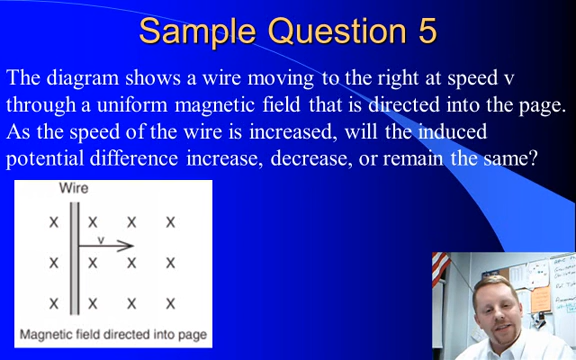 Sample Question 5
The diagram shows a wire moving to the right at speed v
through a uniform magnetic field that is directed into the page.
As the speed of the wire is increased, will the induced
potential difference increase, decrease, or remain the same?
Wire
x x x x
v
x x x x
x x x x
Magnetic field directed into page